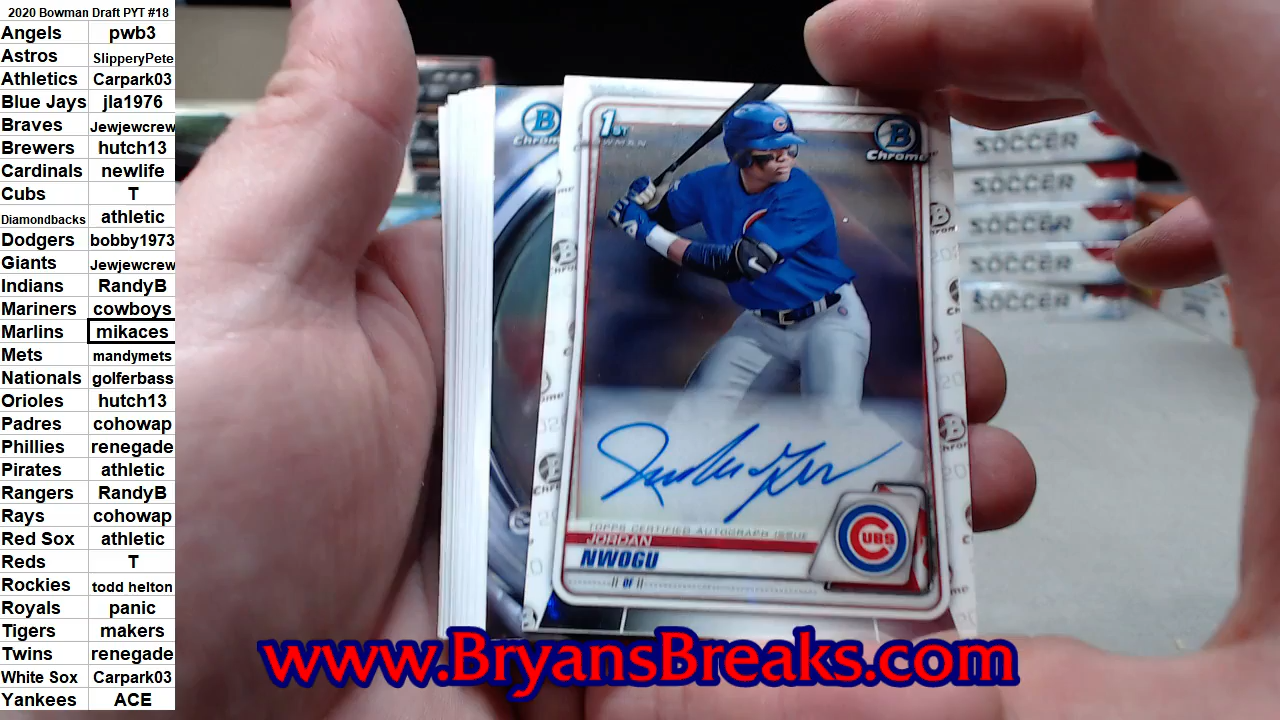 2020 Bowman Draft PYT #18
Angels pwb3
Astros SlipperyPete
Athletics Carpark03
Blue Jays jla1976
Braves Jewjewcrew
Brewers hutch13
Cardinals newlife
Cubs T
Diamondbacks athletic
Dodgers bobby1973
Giants Jewjewcrew
Indians RandyB
Mariners cowboys
Marlins mikaces
Mets mandymets
Nationals golferbass
Orioles hutch13
Padres cohowap
Phillies renegade
Pirates athletic
Rangers RandyB
Rays cohowap
Red Sox athletic
Reds T
Rockies todd helton
Royals panic
Tigers makers
Twins renegade
White Sox Carpark03
Yankees ACE
B
Chrome
1ST
BOWMAN
B
Chrome
TOPPS CERTIFIED AUTOGRAPH ISSUE
JORDAN
NWOGU
OF
CUBS
SOCCER
SOCCER
SOCCER
SOCCER
SOCCER
www.BryansBreaks.com